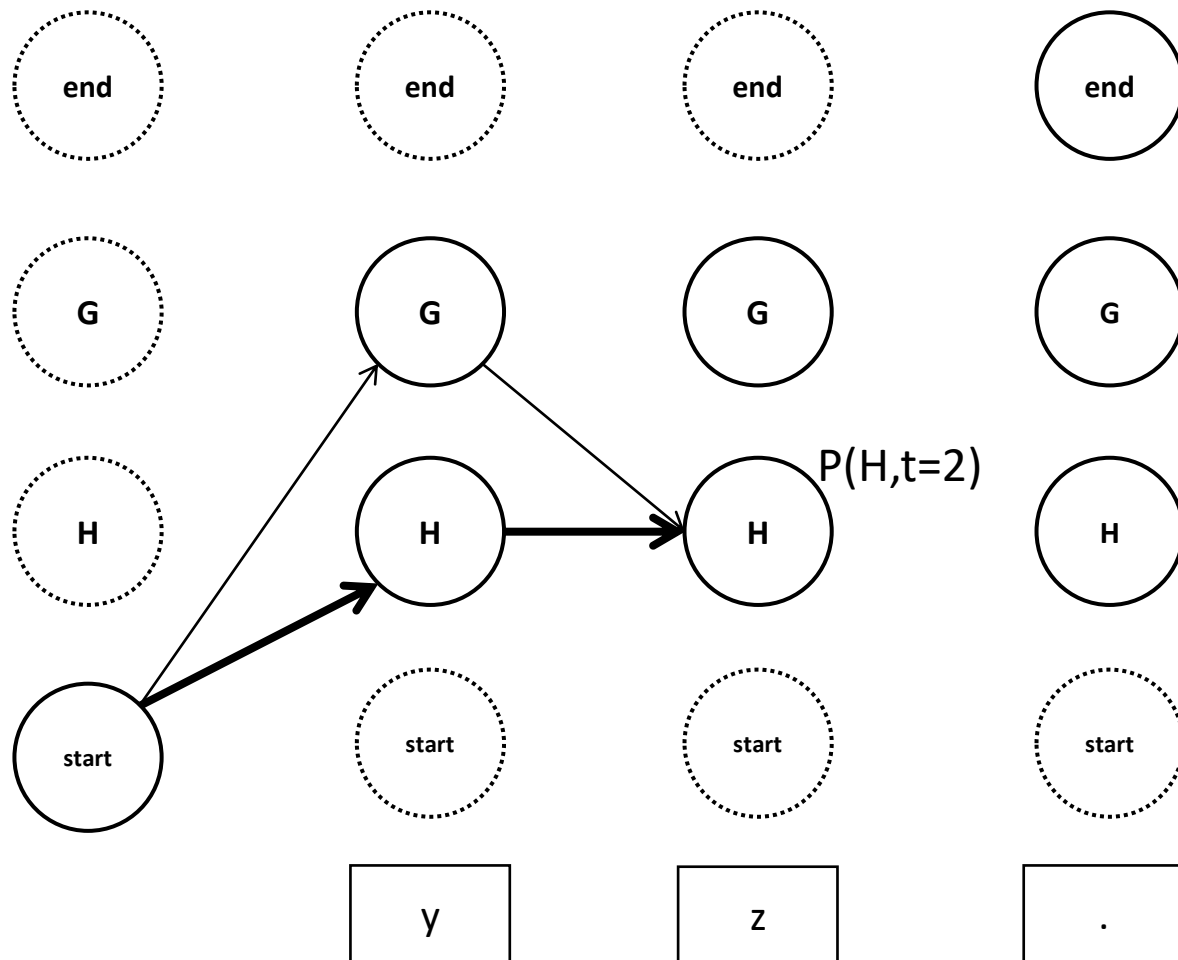 end end end end
G G G G
P(H,t=2)
H H H H
start start start start
y z .